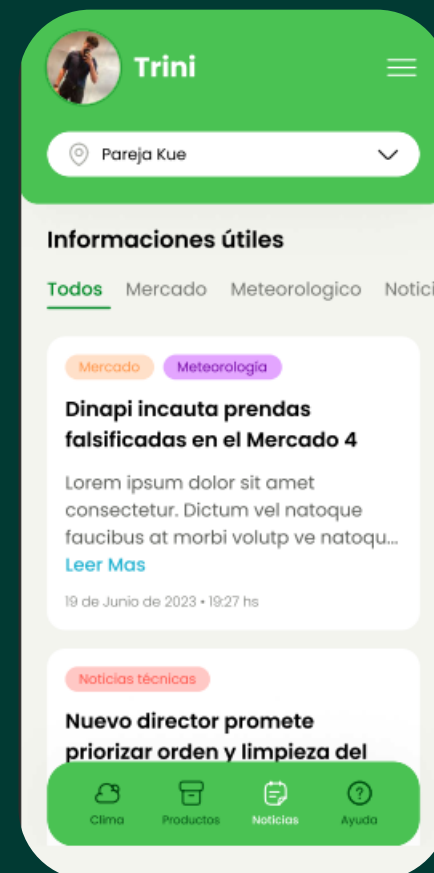 Trini
Pareja Kue
Informaciones útiles
Todos Mercado Meteorologico Notici
Mercado Meteorología
Dinapi incauta prendas
falsificadas en el Mercado 4
Lorem ipsum dolor sit amet
consectetur. Dictum vel natoque
faucibus at morbi volutp ve natoqu...
Leer Mas
19 de Junio de 2023 • 19:27 hs
Noticias técnicas
Nuevo director promete
priorizar orden y limpieza del
Clima Productos Noticias Ayuda